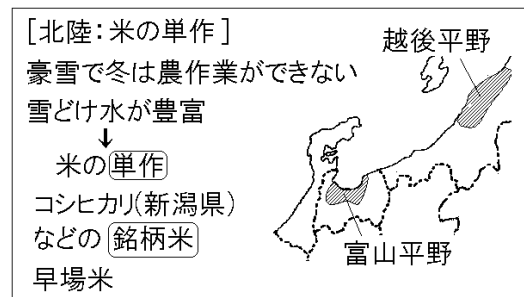 [北陸:米の単作]
豪雪で冬は農作業ができない
雪どけ水が豊富
↓
米の単作
コシヒカリ(新潟県)
などの銘柄米
早場米
越後平野
富山平野